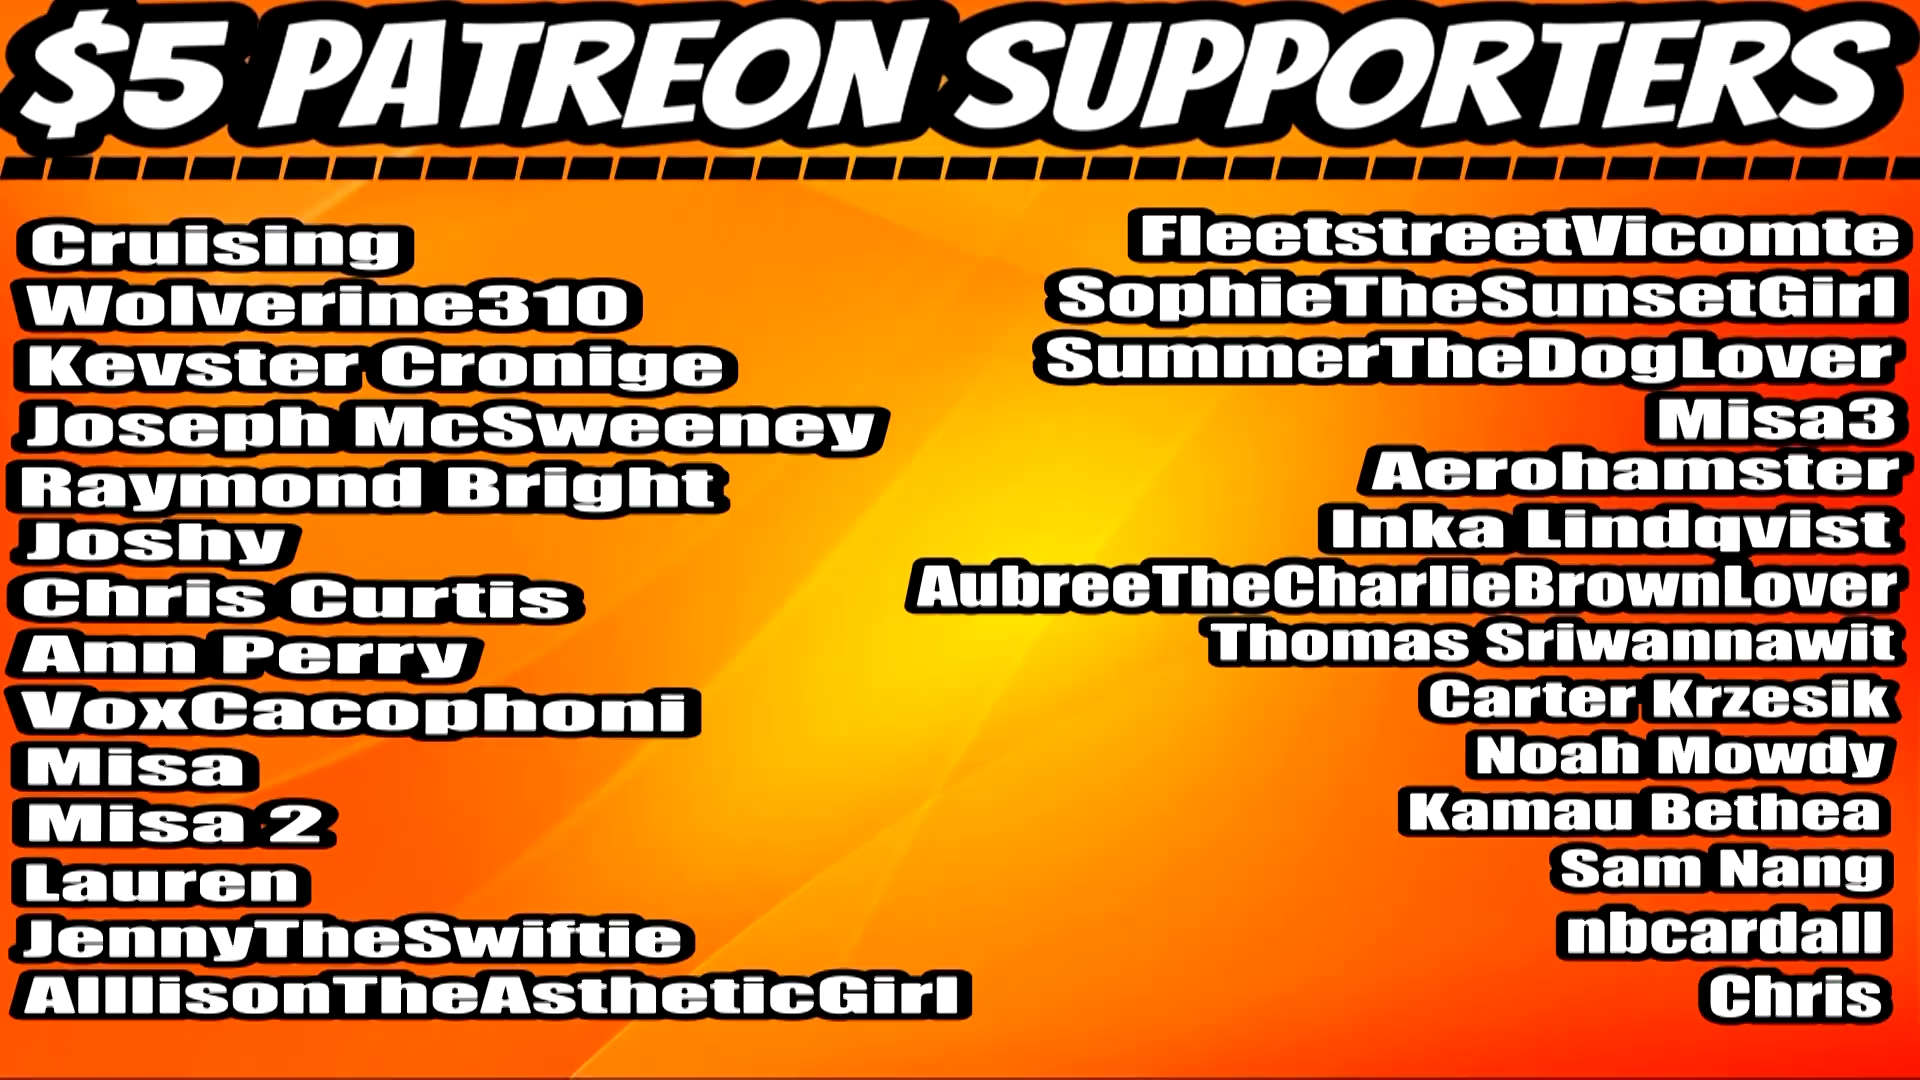 $5 PATREON SUPPORTERS
Cruising
Wolverine310
Kevster Cronige
Joseph McSweeney
Raymond Bright
Joshy
Chris Curtis
Ann Perry
VoxCacophoni
Misa
Misa 2
Lauren
JennyTheSwiftie
AlllisonTheAstheticGirl
FleetstreetVicomte
SophieTheSunsetGirl
SummerTheDogLover
Misa3
Aerohamster
Inka Lindqvist
AubreeTheCharlieBrownLover
Thomas Sriwannawit
Carter Krzesik
Noah Mowdy
Kamau Bethea
Sam Nang
nbcardall
Chris